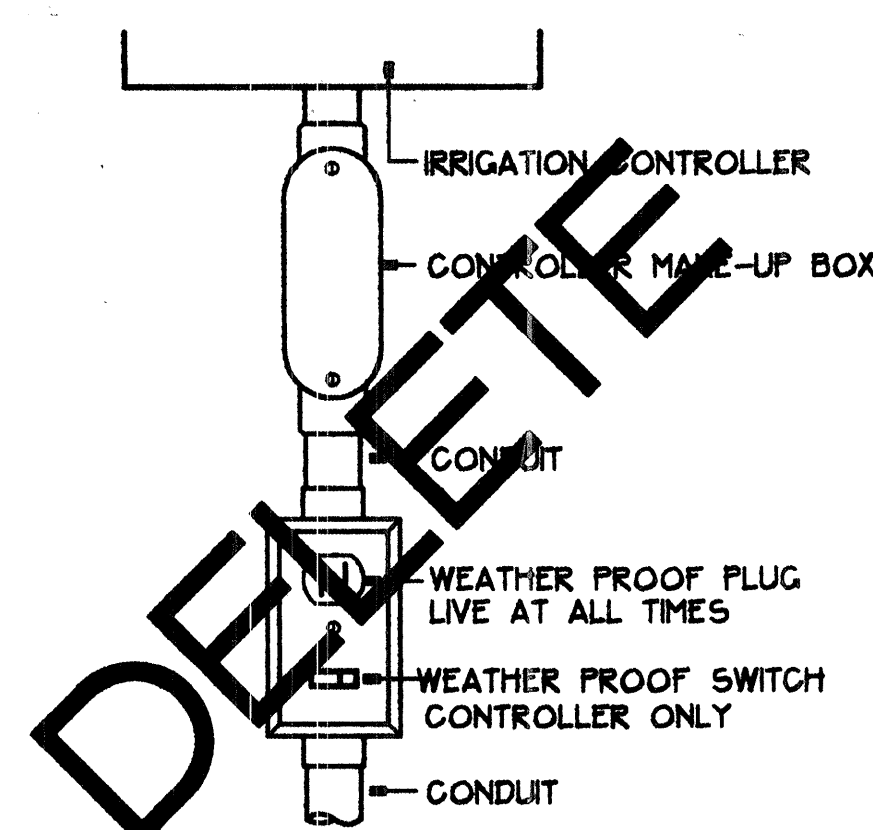 IRRIGATION CONTROLLER
CONTROLLER MAKE-UP BOX
CONDUIT
WEATHER PROOF PLUG
LIVE AT ALL TIMES
WEATHER PROOF SWITCH
CONTROLLER ONLY
CONDUIT
DELETE